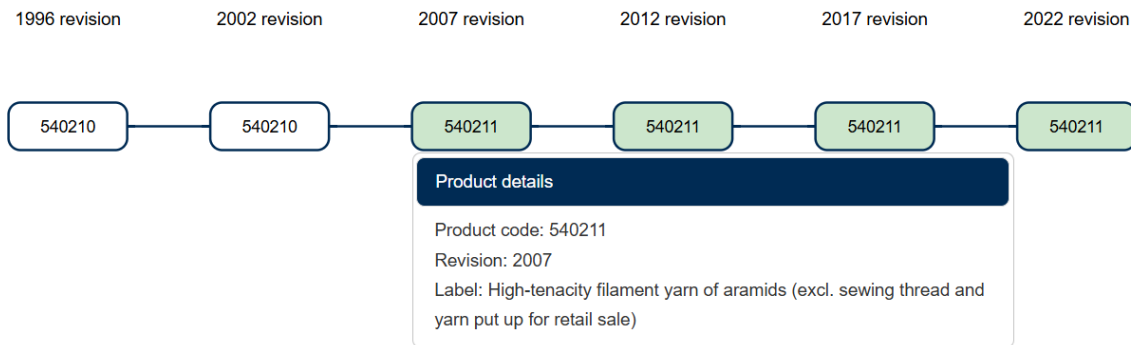 1996 revision 2002 revision 2007 revision 2012 revision 2017 revision 2022 revision
540210 540210 540211 540211 540211 540211
Product details
Product code: 540211
Revision: 2007
Label: High-tenacity filament yarn of aramids (excl. sewing thread and
yarn put up for retail sale)